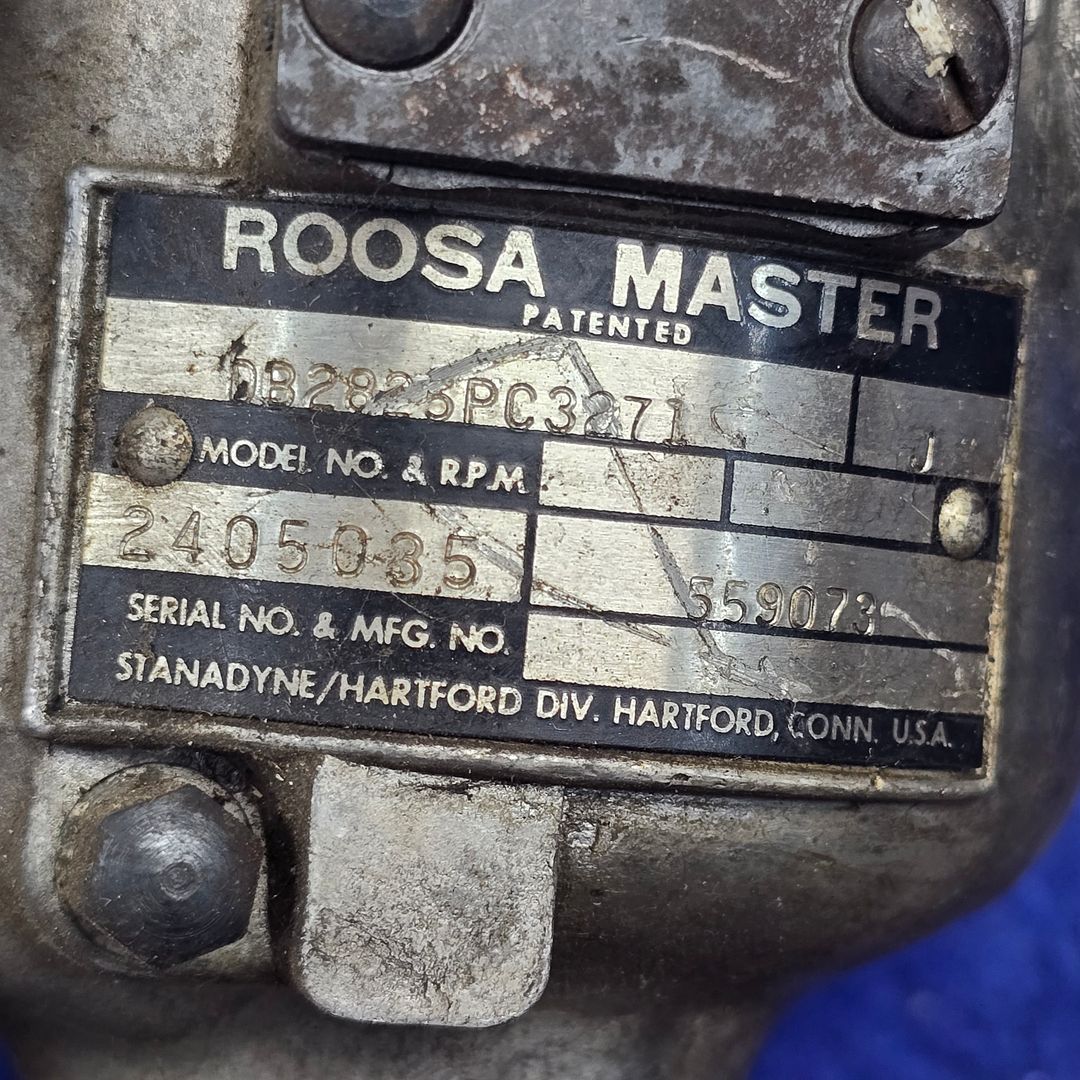 ROOSA MASTER
PATENTED
DB2825PC3271 J
MODEL NO. & R.P.M.
2405035 559073
SERIAL NO. & MFG. NO.
STANADYNE/HARTFORD DIV. HARTFORD, CONN. U.S.A.